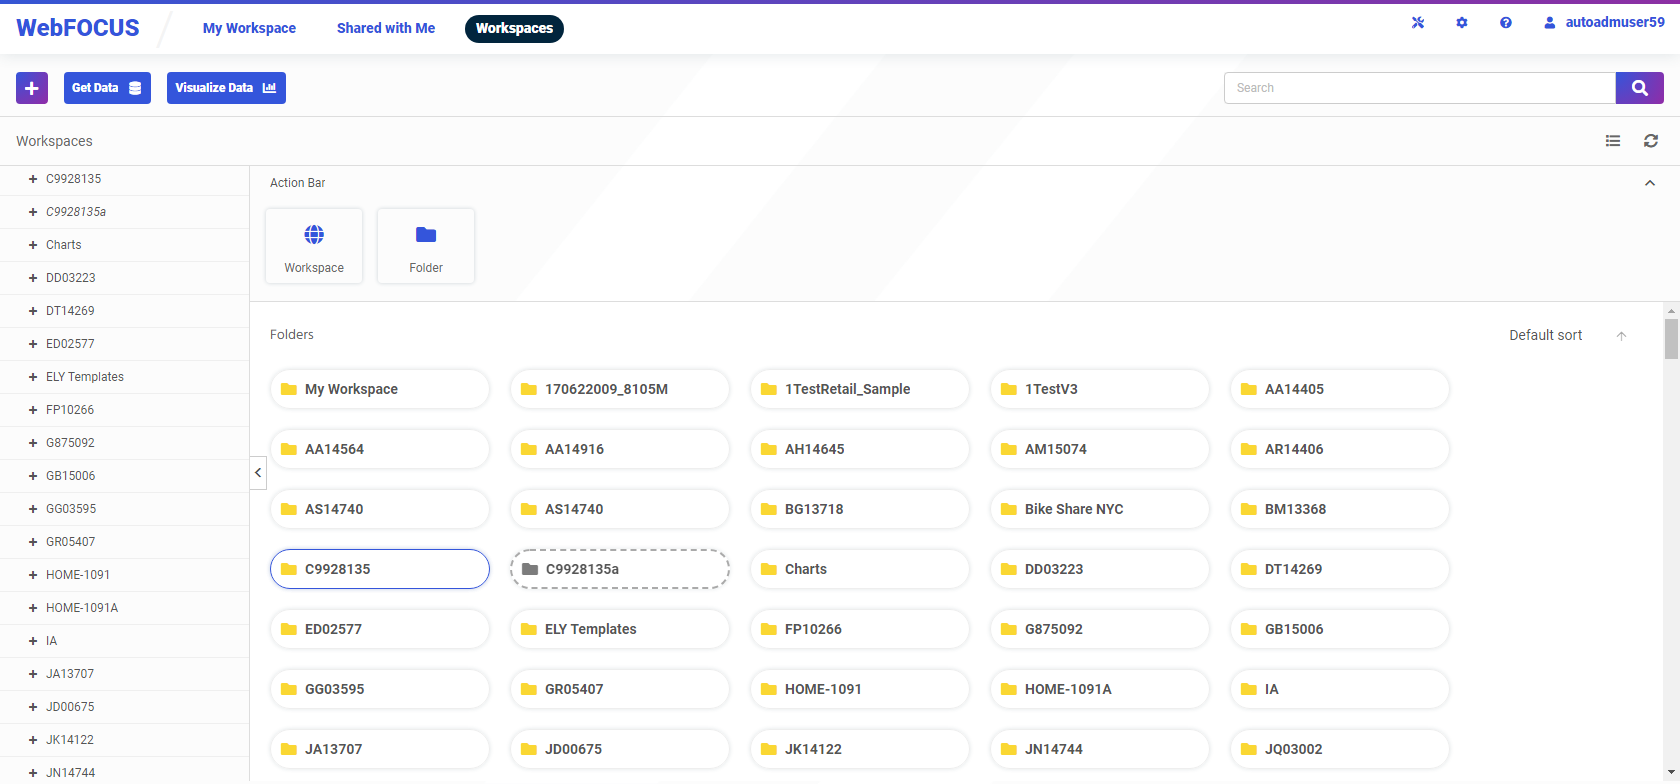 WebFOCUS
My Workspace
Shared with Me
Workspaces
autoadmuser59
Get Data
Visualize Data
Search
Workspaces
C9928135
C9928135a
Charts
DD03223
DT14269
ED02577
ELY Templates
FP10266
G875092
GB15006
GG03595
GR05407
HOME-1091
HOME-1091A
IA
JA13707
JD00675
JK14122
JN14744
Action Bar
Workspace
Folder
Folders
Default sort
My Workspace
170622009_8105M
1TestRetail_Sample
1TestV3
AA14405
AA14564
AA14916
AH14645
AM15074
AR14406
AS14740
AS14740
BG13718
Bike Share NYC
BM13368
C9928135
C9928135a
Charts
DD03223
DT14269
ED02577
ELY Templates
FP10266
G875092
GB15006
GG03595
GR05407
HOME-1091
HOME-1091A
IA
JA13707
JD00675
JK14122
JN14744
JQ03002